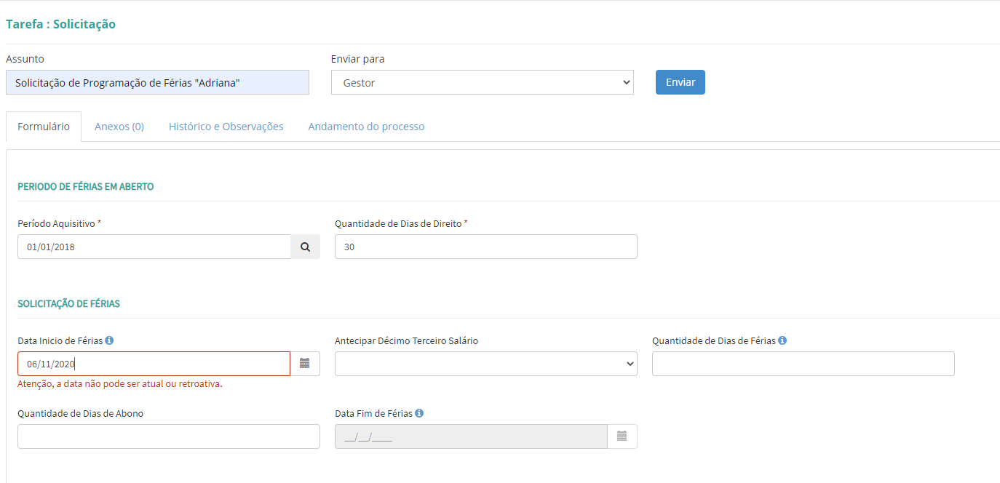 Tarefa : Solicitação
Assunto
Enviar para
Solicitação de Programação de Férias "Adriana"
Gestor
Enviar
Formulário
Anexos (0)
Histórico e Observações
Andamento do processo
PERIODO DE FÉRIAS EM ABERTO
Período Aquisitivo *
Quantidade de Dias de Direito *
01/01/2018
30
SOLICITAÇÃO DE FÉRIAS
Data Inicio de Férias
Antecipar Décimo Terceiro Salário
Quantidade de Dias de Férias
06/11/2020
Atenção, a data não pode ser atual ou retroativa.
Quantidade de Dias de Abono
Data Fim de Férias
__/__/____